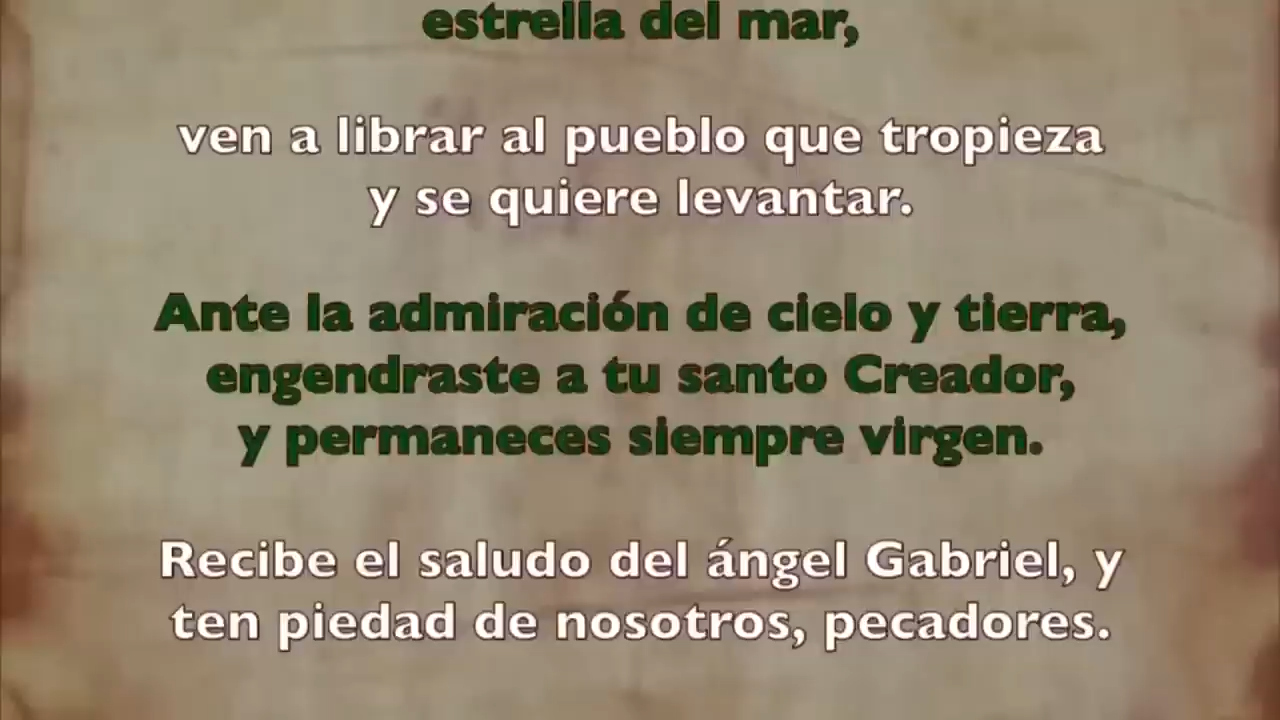 estrella del mar,
ven a librar al pueblo que tropieza
y se quiere levantar.
Ante la admiración de cielo y tierra,
engendraste a tu santo Creador,
y permaneces siempre virgen.
Recibe el saludo del ángel Gabriel, y
ten piedad de nosotros, pecadores.